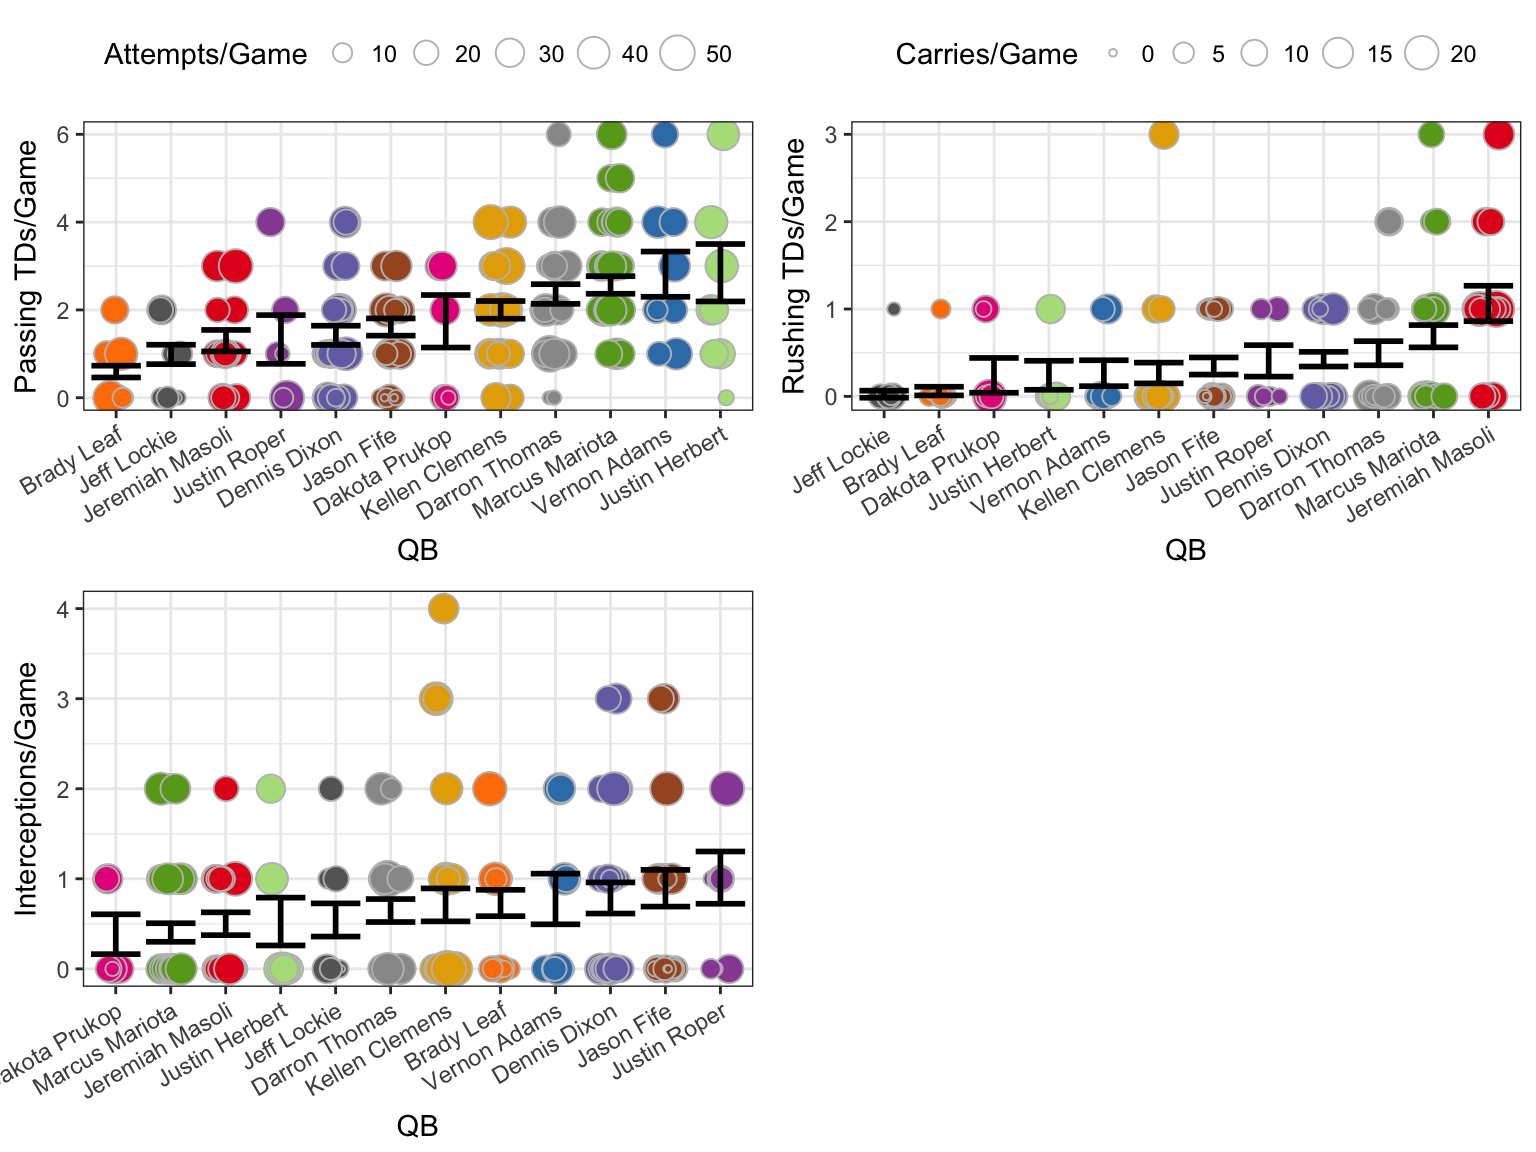 Attempts/Game 10 20 30 40 50
Passing TDs/Game
6
4
2
0
Brady Leaf
Jeff Lockie
Jeremiah Masoli
Justin Roper
Dennis Dixon
Jason Fife
Dakota Prukop
Kellen Clemens
Darron Thomas
Marcus Mariota
Vernon Adams
Justin Herbert
QB
Carries/Game 0 5 10 15 20
Rushing TDs/Game
3
2
1
0
Jeff Lockie
Brady Leaf
Dakota Prukop
Justin Herbert
Vernon Adams
Kellen Clemens
Jason Fife
Justin Roper
Dennis Dixon
Darron Thomas
Marcus Mariota
Jeremiah Masoli
QB
Interceptions/Game
4
3
2
1
0
akota Prukop
Marcus Mariota
Jeremiah Masoli
Justin Herbert
Jeff Lockie
Darron Thomas
Kellen Clemens
Brady Leaf
Vernon Adams
Dennis Dixon
Jason Fife
Justin Roper
QB